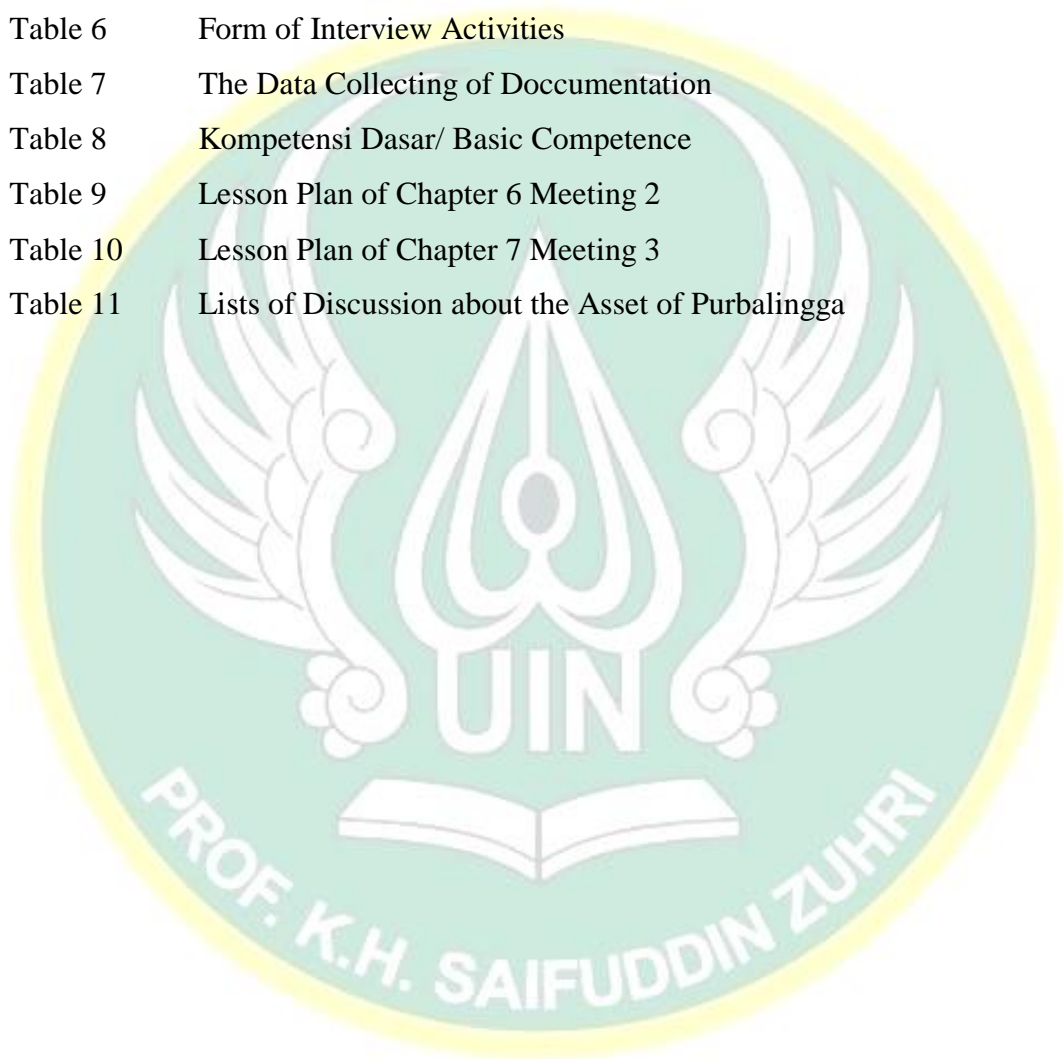 Table 6 Form of Interview Activities
Table 7 The Data Collecting of Doccumentation
Table 8 Kompetensi Dasar/ Basic Competence
Table 9 Lesson Plan of Chapter 6 Meeting 2
Table 10 Lesson Plan of Chapter 7 Meeting 3
Table 11 Lists of Discussion about the Asset of Purbalingga
UIN
PROF. K.H. SAIFUDDIN ZUHRI